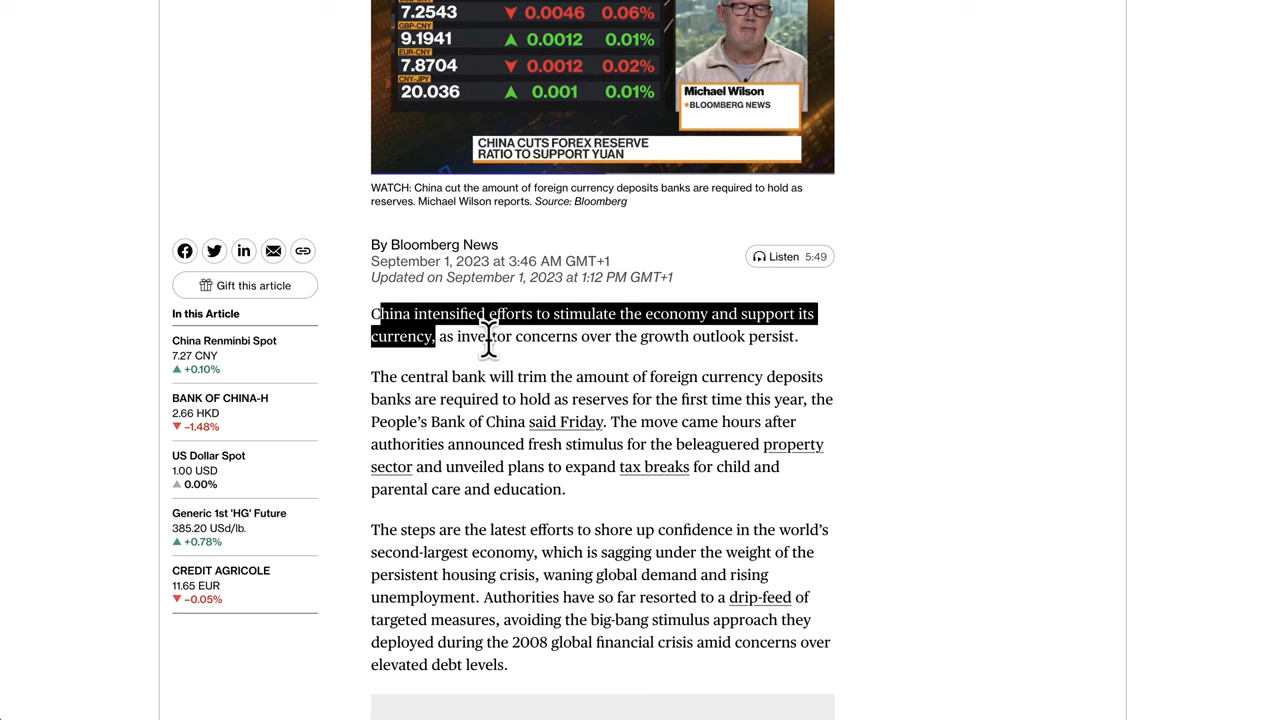 7.2543 0.0046 0.06%
GBP-CNY
9.1941 0.0012 0.01%
EUR-CNY
7.8704 0.0012 0.02%
CNY-JPY
20.036 0.001 0.01%
Michael Wilson
BLOOMBERG NEWS
CHINA CUTS FOREX RESERVE
RATIO TO SUPPORT YUAN
WATCH: China cut the amount of foreign currency deposits banks are required to hold as
reserves. Michael Wilson reports. Source: Bloomberg
By Bloomberg News
September 1, 2023 at 3:46 AM GMT+1
Updated on September 1, 2023 at 1:12 PM GMT+1
Listen 5:49
Gift this article
In this Article
China Renminbi Spot
7.27 CNY
+0.10%
BANK OF CHINA-H
2.66 HKD
−1.48%
US Dollar Spot
1.00 USD
0.00%
Generic 1st 'HG' Future
385.20 USd/lb.
+0.78%
CREDIT AGRICOLE
11.65 EUR
−0.05%
China intensified efforts to stimulate the economy and support its
currency, as investor concerns over the growth outlook persist.
The central bank will trim the amount of foreign currency deposits
banks are required to hold as reserves for the first time this year, the
People’s Bank of China said Friday. The move came hours after
authorities announced fresh stimulus for the beleaguered property
sector and unveiled plans to expand tax breaks for child and
parental care and education.
The steps are the latest efforts to shore up confidence in the world’s
second-largest economy, which is sagging under the weight of the
persistent housing crisis, waning global demand and rising
unemployment. Authorities have so far resorted to a drip-feed of
targeted measures, avoiding the big-bang stimulus approach they
deployed during the 2008 global financial crisis amid concerns over
elevated debt levels.